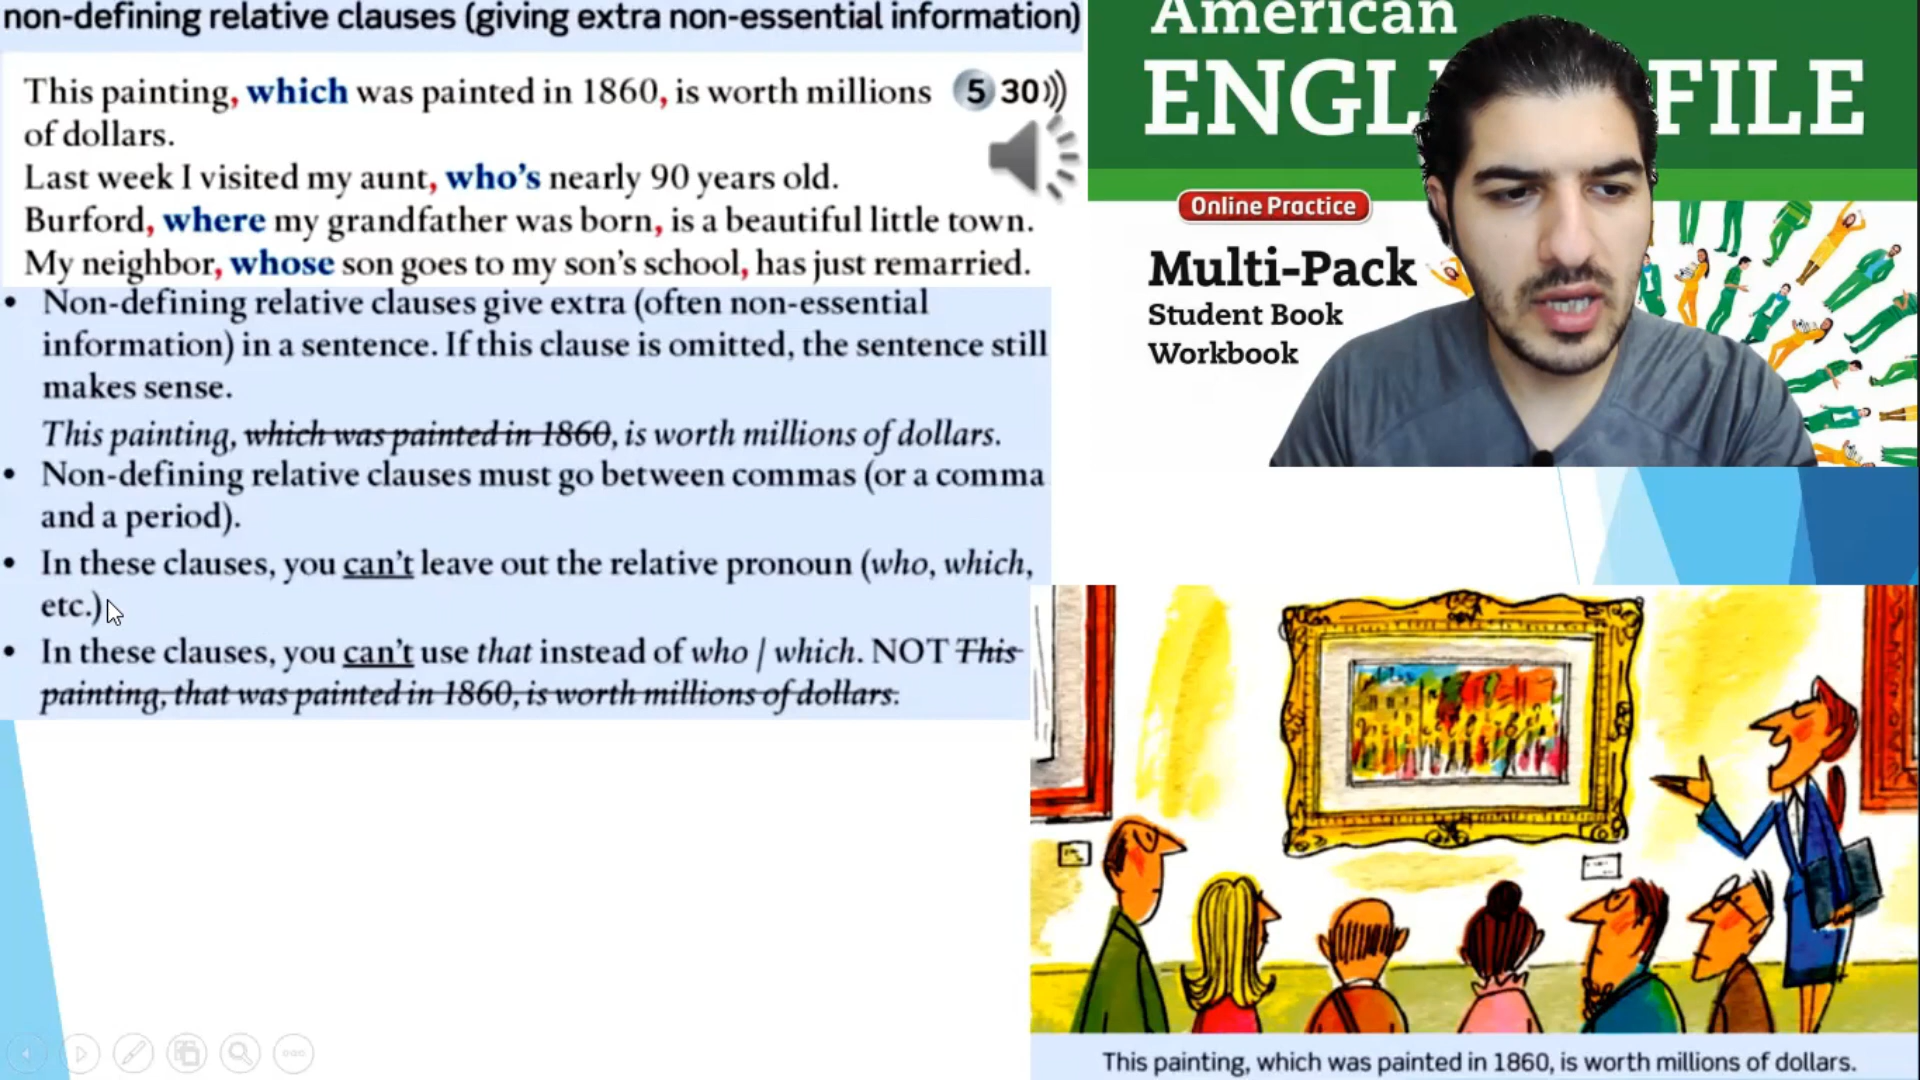 non-defining relative clauses (giving extra non-essential information)
This painting, which was painted in 1860, is worth millions
of dollars.
5 30
Last week I visited my aunt, who's nearly 90 years old.
Burford, where my grandfather was born, is a beautiful little town.
My neighbor, whose son goes to my son's school, has just remarried.
• Non-defining relative clauses give extra (often non-essential
information) in a sentence. If this clause is omitted, the sentence still
makes sense.
This painting, which was painted in 1860, is worth millions of dollars.
• Non-defining relative clauses must go between commas (or a comma
and a period).
• In these clauses, you can't leave out the relative pronoun (who, which,
etc.)
• In these clauses, you can't use that instead of who / which. NOT This
painting, that was painted in 1860, is worth millions of dollars.
American
ENGL FILE
Online Practice
Multi-Pack
Student Book
Workbook
This painting, which was painted in 1860, is worth millions of dollars.